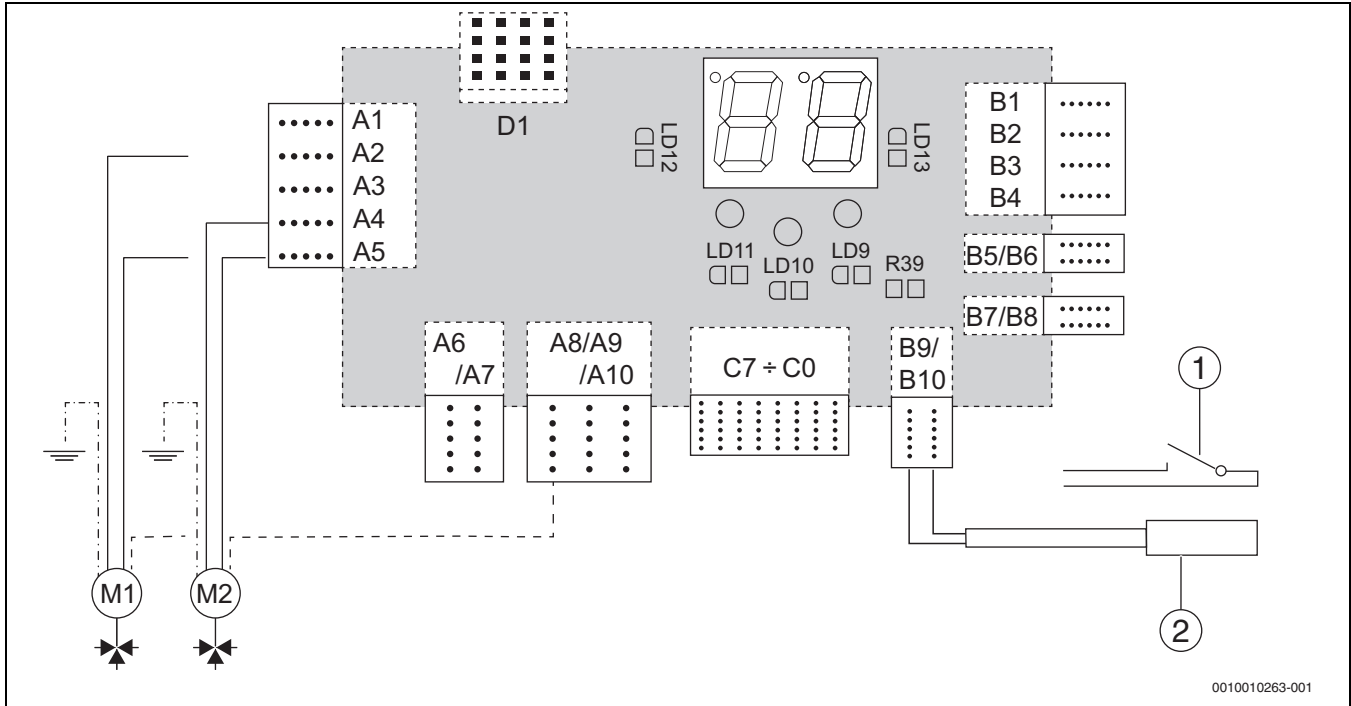 D1
A1
A2
A3
A4
A5
LD12
LD13
B1
B2
B3
B4
LD11
LD10
LD9
R39
B5/B6
B7/B8
A6
/A7
A8/A9
/A10
C7 ÷ C0
B9/
B10
1
M1
M2
2
0010010263-001